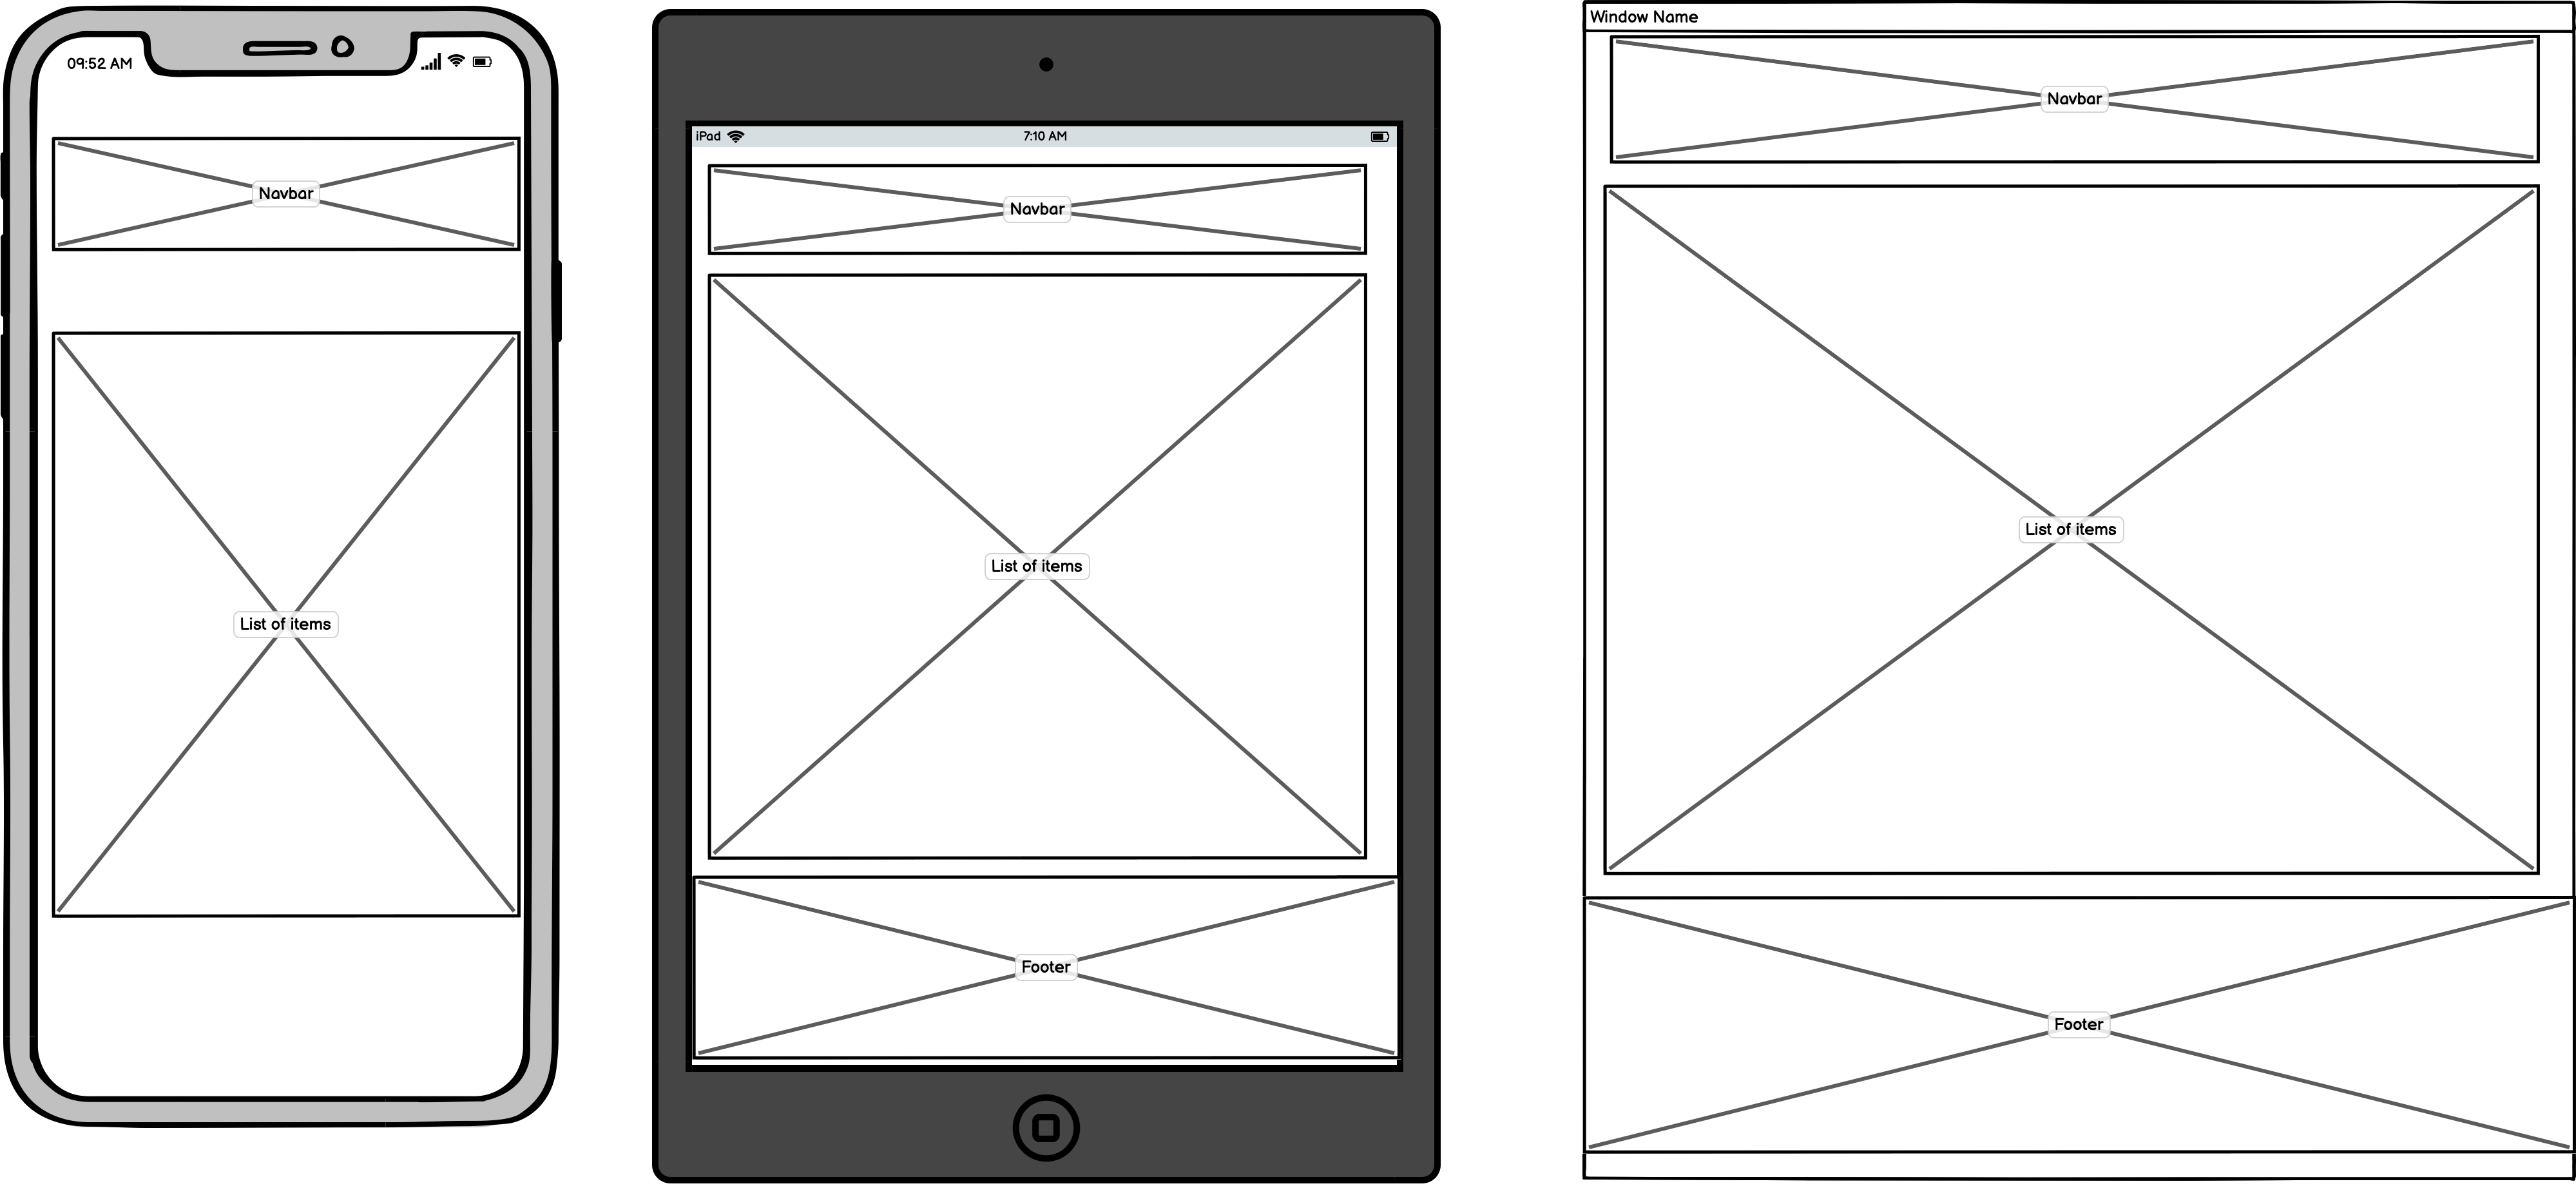 09:52 AM
Navbar
List of items
iPad
7:10 AM
Navbar
List of items
Footer
Window Name
Navbar
List of items
Footer